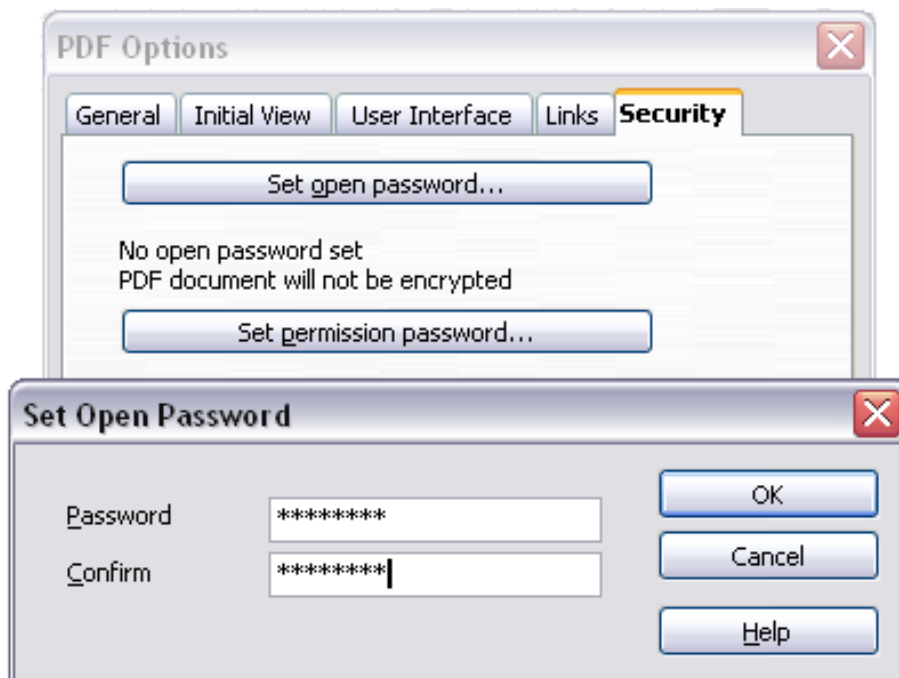 PDF Options
General Initial View User Interface Links Security
Set open password...
No open password set
PDF document will not be encrypted
Set permission password...
Set Open Password
Password ********
OK
Confirm ********
Cancel
Help